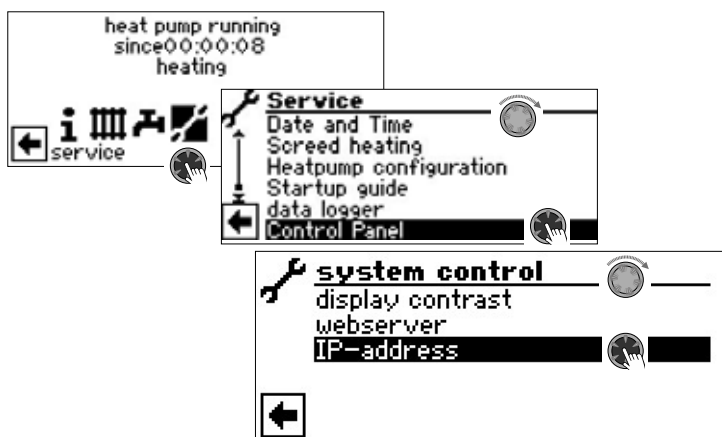 heat pump running
since00:00:08
heating
service
Service
Date and Time
Screed heating
Heatpump configuration
Startup guide
data logger
Control Panel
system control
display contrast
webserver
IP-address